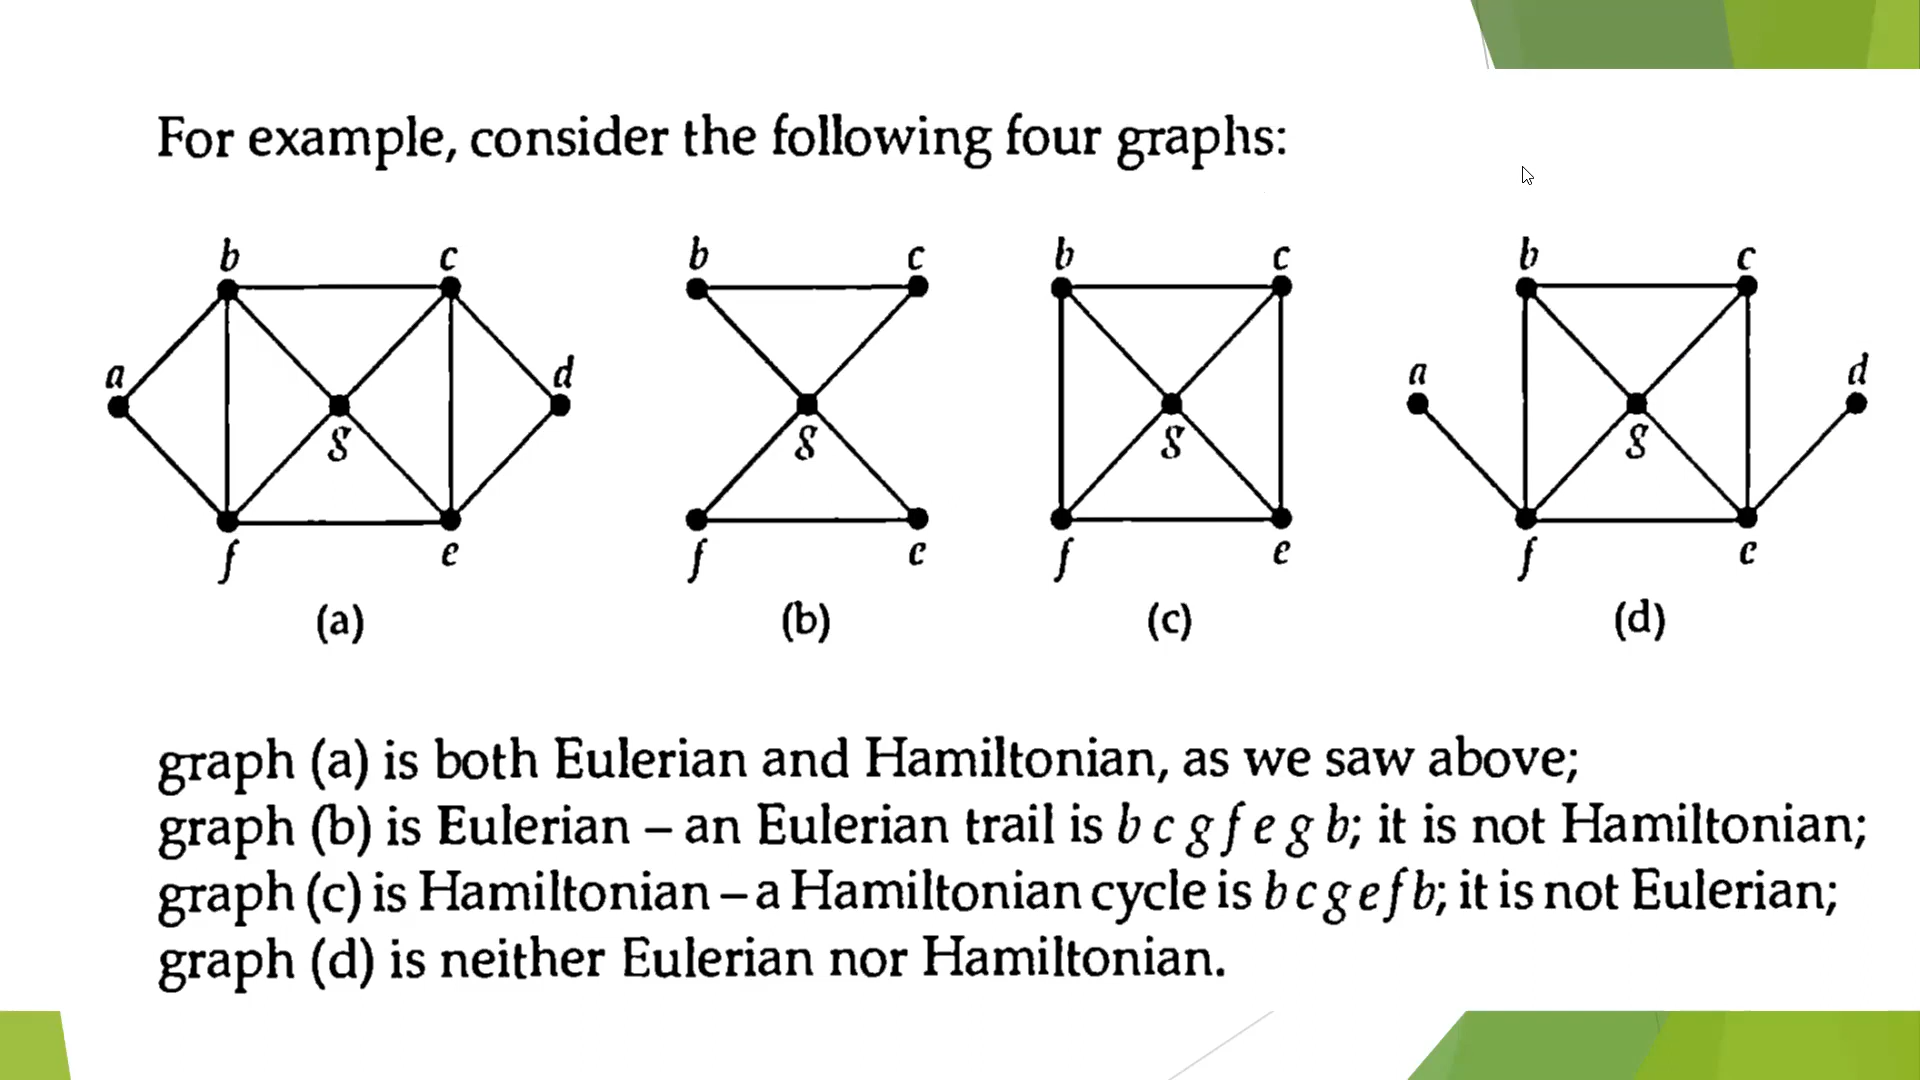 For example, consider the following four graphs:
b c b c b c b c
a d a d
g g g g
f e f e f e f e
(a) (b) (c) (d)
graph (a) is both Eulerian and Hamiltonian, as we saw above;
graph (b) is Eulerian – an Eulerian trail is b c g f e g b; it is not Hamiltonian;
graph (c) is Hamiltonian – a Hamiltonian cycle is b c g e f b; it is not Eulerian;
graph (d) is neither Eulerian nor Hamiltonian.